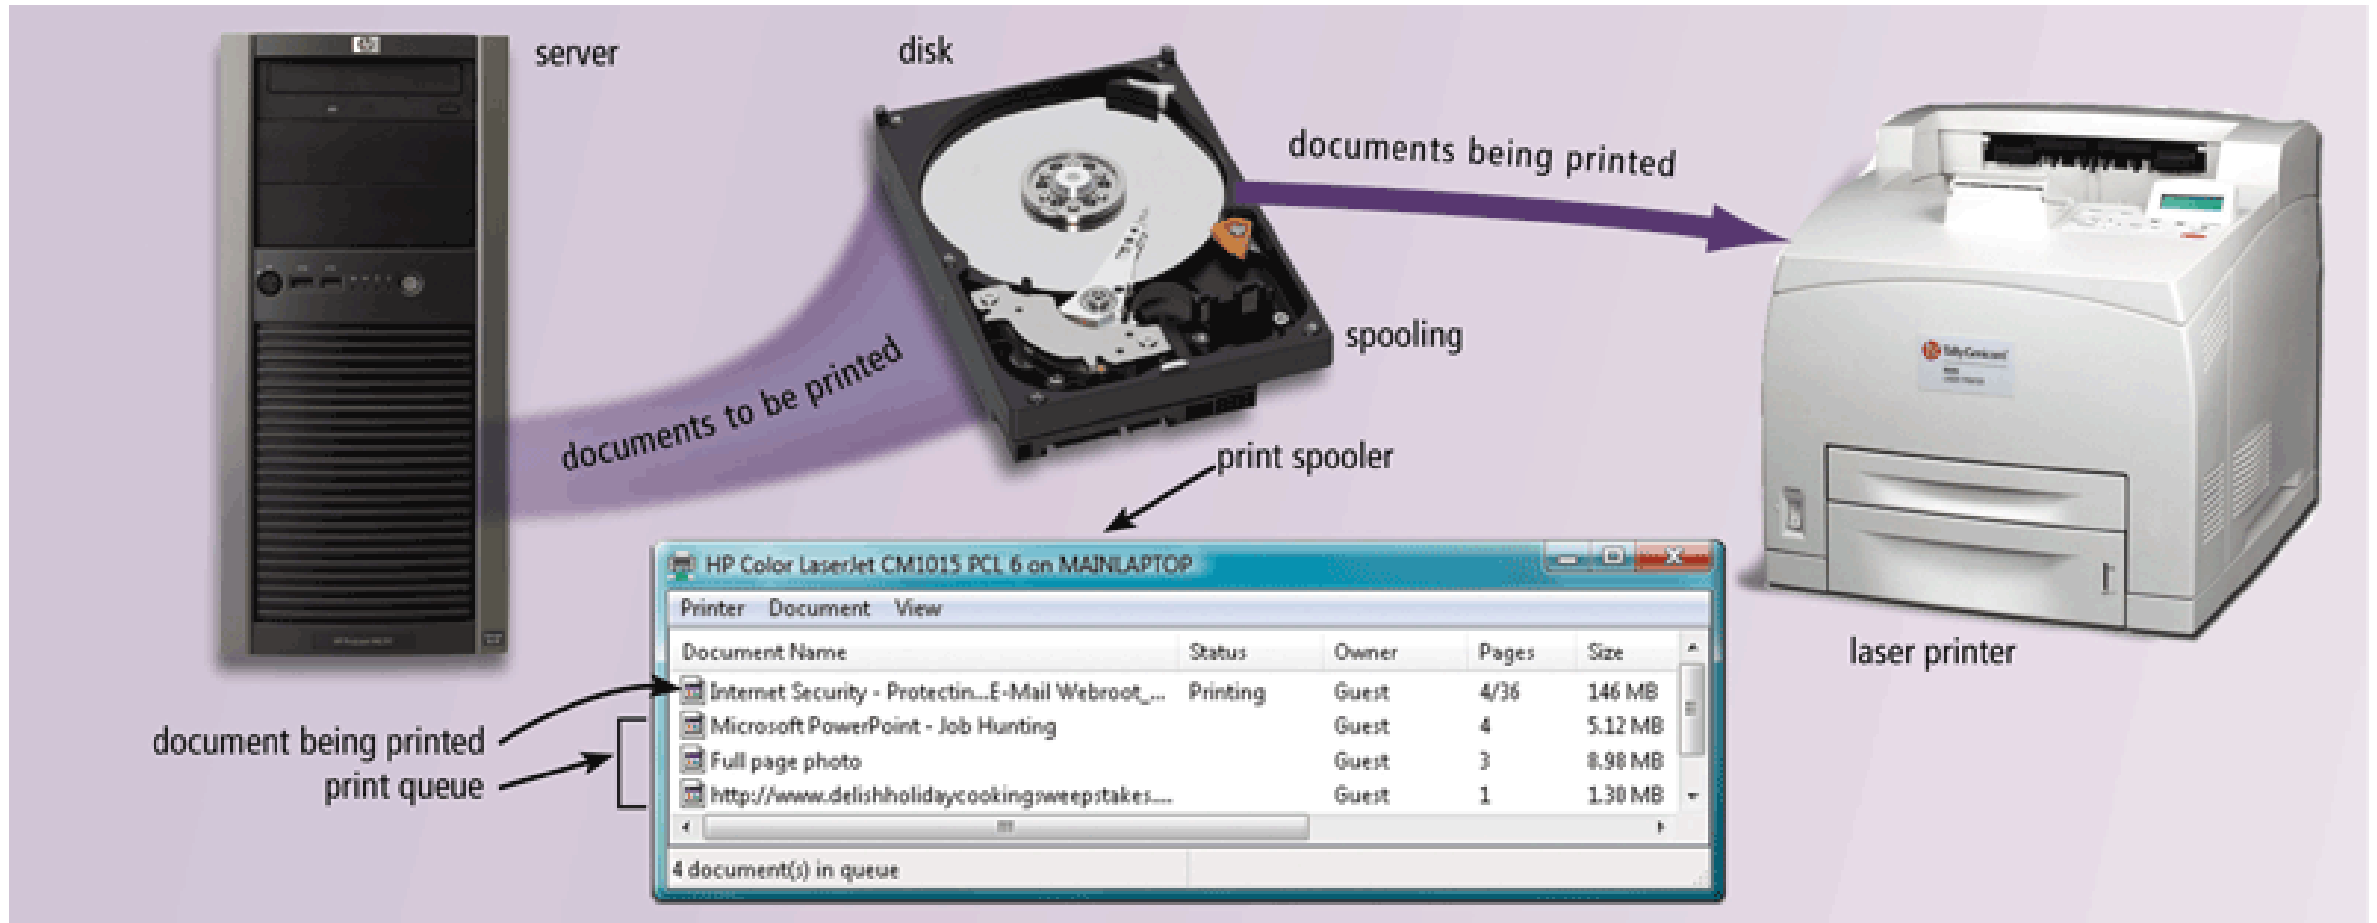 server
disk
documents being printed
documents to be printed
spooling
print spooler
TallyGenicom
laser printer
HP Color LaserJet CM1015 PCL 6 on MAINLAPTOP
Printer Document View
Document Name Status Owner Pages Size
Internet Security - Protectin...E-Mail Webroot_... Printing Guest 4/36 146 MB
Microsoft PowerPoint - Job Hunting Guest 4 5.12 MB
Full page photo Guest 3 8.98 MB
http://www.delishholidaycookingsweepstakes.... Guest 1 1.30 MB
4 document(s) in queue
document being printed
print queue